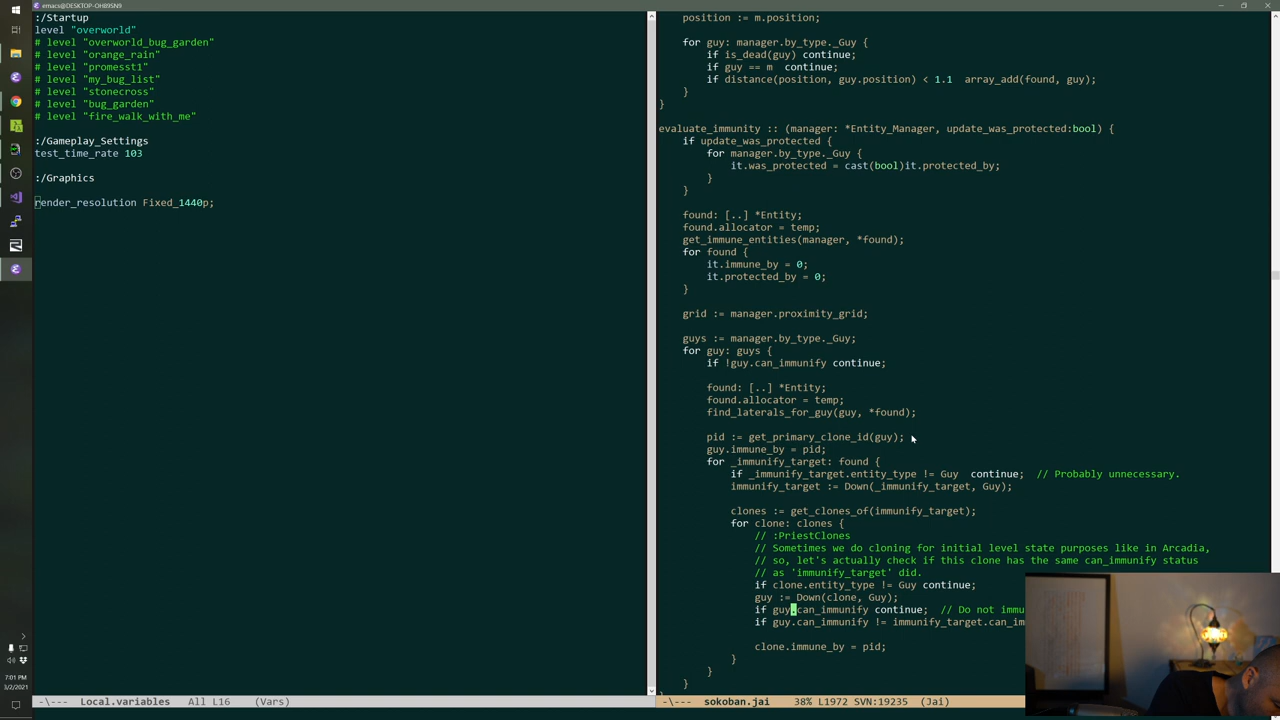 emacs@DESKTOP-OH89SN9
:/Startup
level "overworld"
# level "overworld_bug_garden"
# level "orange_rain"
# level "promesst1"
# level "my_bug_list"
# level "stonecross"
# level "bug_garden"
# level "fire_walk_with_me"
:/Gameplay_Settings
test_time_rate 103
:/Graphics
render_resolution Fixed_1440p;
-\--- Local.variables All L16 (Vars)
position := m.position;
for guy: manager.by_type._Guy {
if is_dead(guy) continue;
if guy == m continue;
if distance(position, guy.position) < 1.1 array_add(found, guy);
}
}
evaluate_immunity :: (manager: *Entity_Manager, update_was_protected:bool) {
if update_was_protected {
for manager.by_type._Guy {
it.was_protected = cast(bool)it.protected_by;
}
}
found: [..] *Entity;
found.allocator = temp;
get_immune_entities(manager, *found);
for found {
it.immune_by = 0;
it.protected_by = 0;
}
grid := manager.proximity_grid;
guys := manager.by_type._Guy;
for guy: guys {
if !guy.can_immunify continue;
found: [..] *Entity;
found.allocator = temp;
find_laterals_for_guy(guy, *found);
pid := get_primary_clone_id(guy);
guy.immune_by = pid;
for _immunify_target: found {
if _immunify_target.entity_type != Guy continue; // Probably unnecessary.
immunify_target := Down(_immunify_target, Guy);
clones := get_clones_of(immunify_target);
for clone: clones {
// :PriestClones
// Sometimes we do cloning for initial level state purposes like in Arcadia,
// so, let's actually check if this clone has the same can_immunify status
// as 'immunify_target' did.
if clone.entity_type != Guy continue;
guy := Down(clone, Guy);
if guy.can_immunify continue; // Do not immu
if guy.can_immunify != immunify_target.can_im
clone.immune_by = pid;
}
}
}
-\--- sokoban.jai 38% L1972 SVN:19235 (Jai)
7:01 PM
3/2/2021